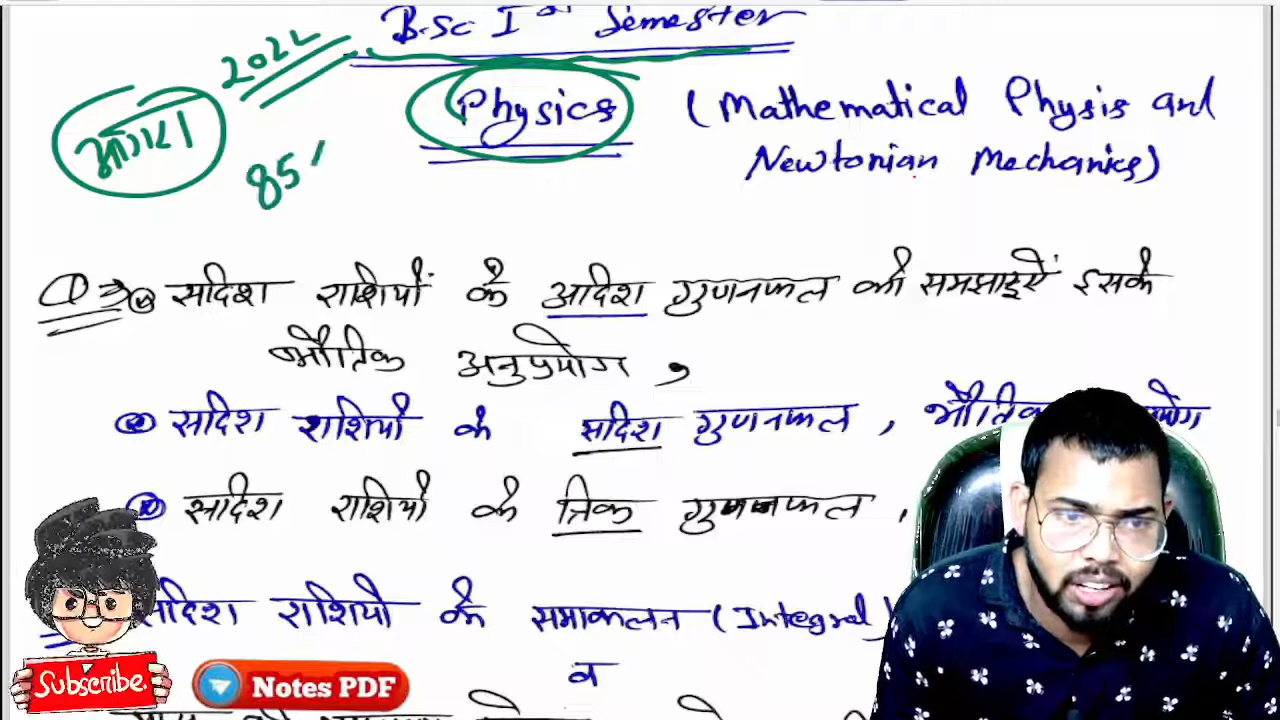 B.Sc I Semester
2022
Physics
(Mathematical Physis and
Newtonian Mechanics)
आगरा
85
सदिश राशियों के अदिश गुणनफल को समझाइऐं इसके
भौतिक अनुप्रयोग ,
सदिश राशियों के सदिश गुणनफल ,
सदिश राशियों के त्रिक गुणनफल ,
सदिश राशियों के समाकलन (Integral)
व
Subscribe.
Notes PDF